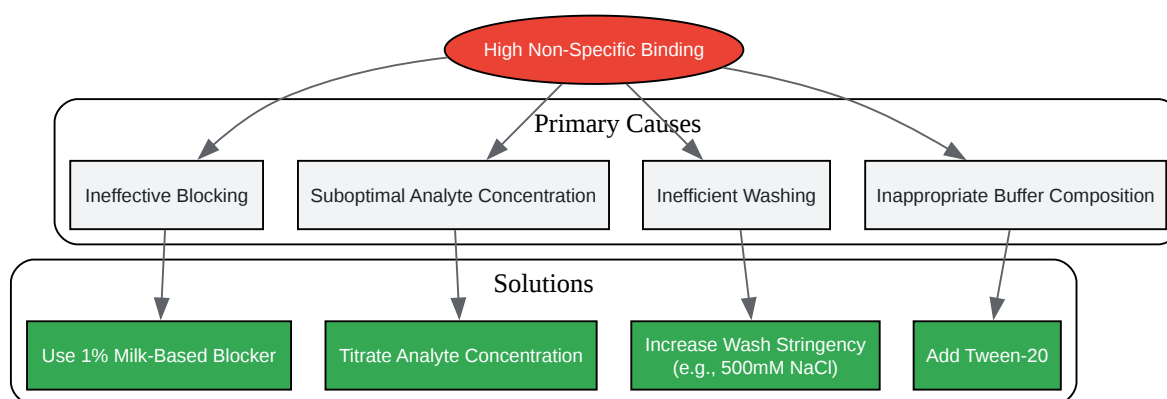 High Non-Specific Binding
Primary Causes
Ineffective Blocking
Suboptimal Analyte Concentration
Inefficient Washing
Inappropriate Buffer Composition
Solutions
Use 1% Milk-Based Blocker
Titrate Analyte Concentration
Increase Wash Stringency
(e.g., 500mM NaCl)
Add Tween-20